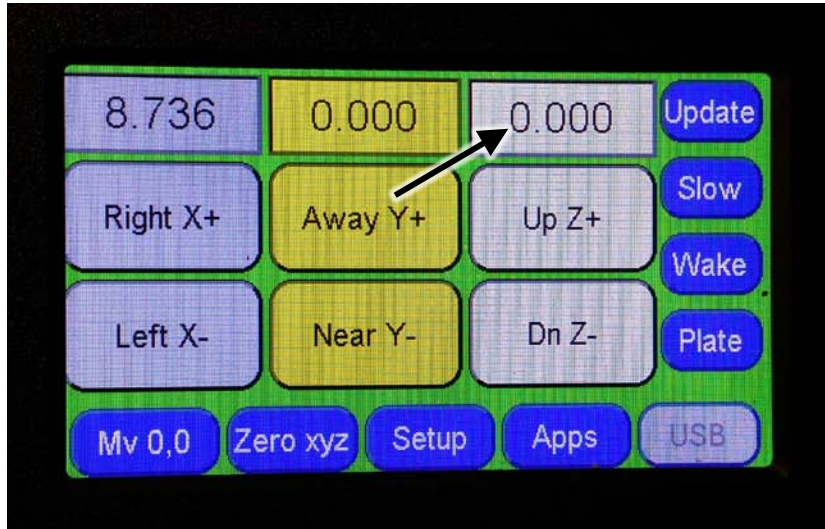 8.736 0.000 0.000 Update
Slow
Right X+ Away Y+ Up Z+
Wake
Left X- Near Y- Dn Z- Plate
Mv 0,0 Zero xyz Setup Apps USB